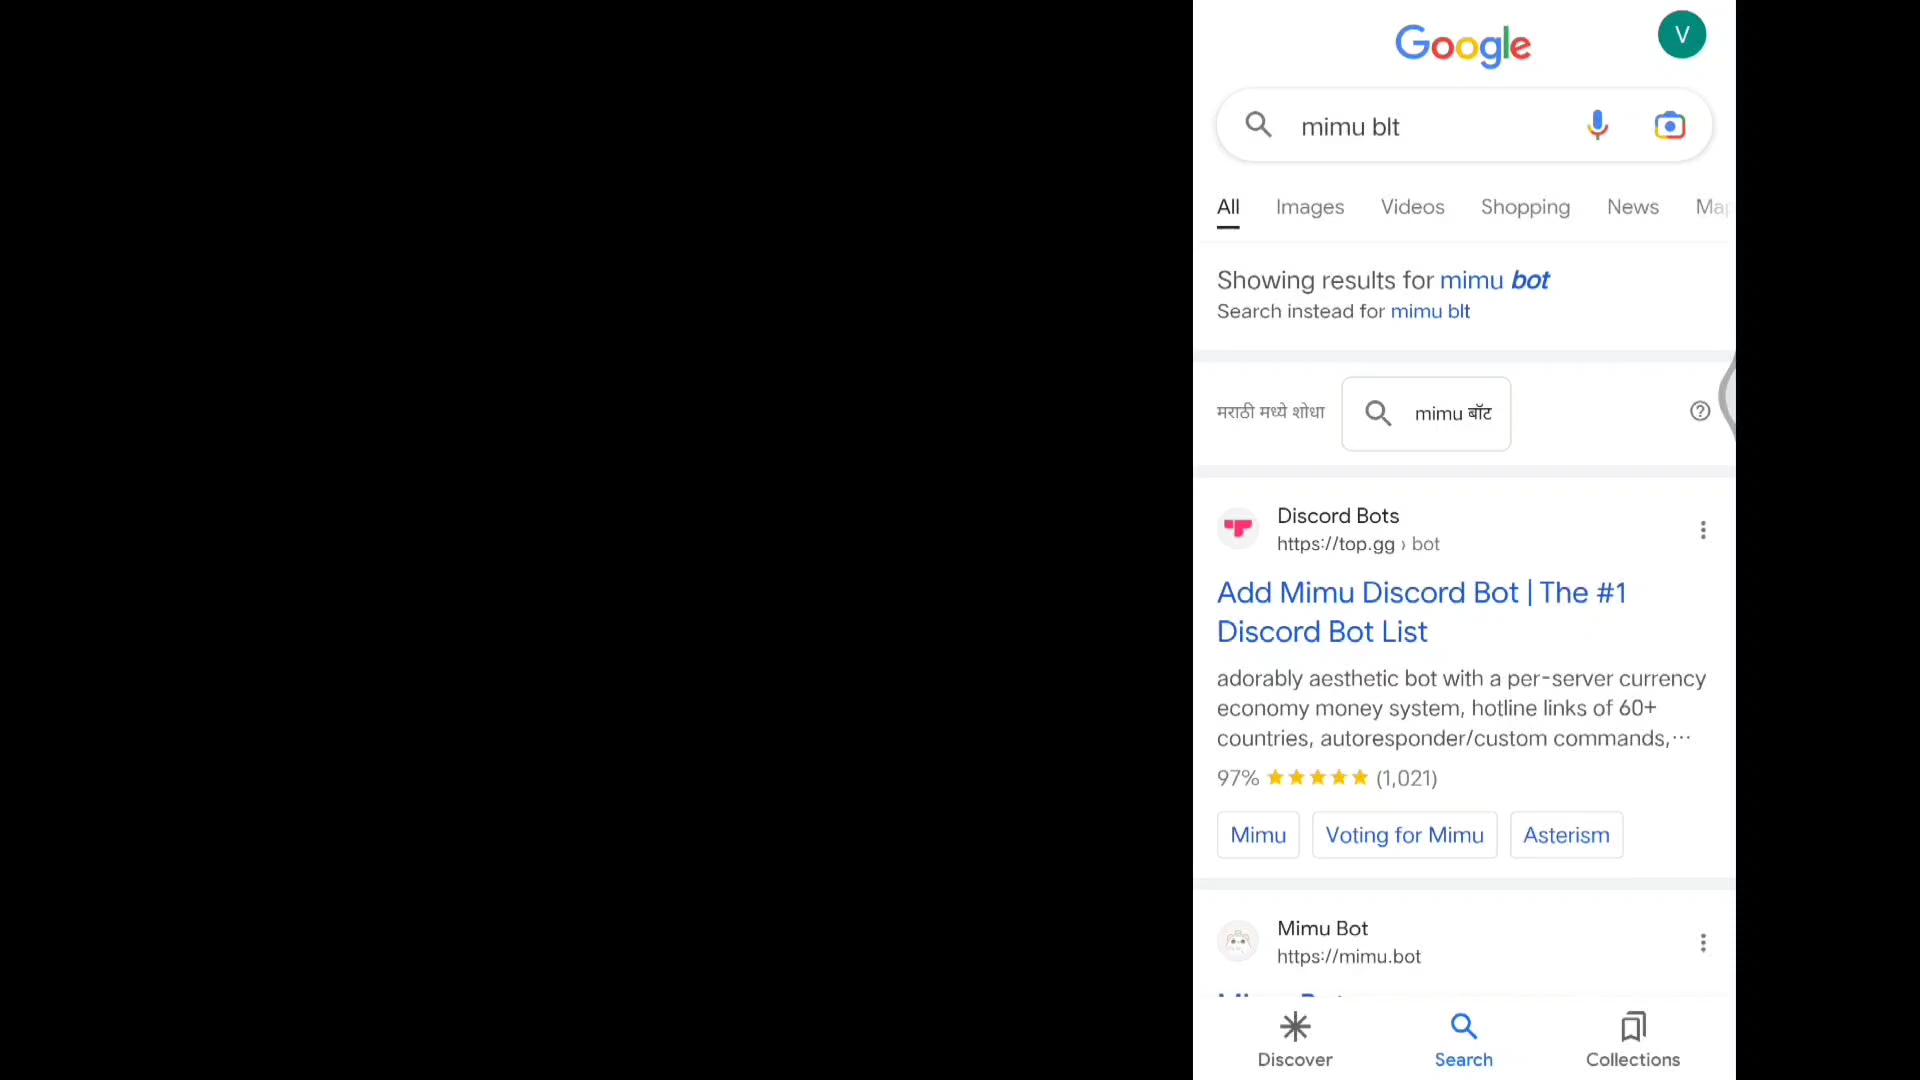 Google
V
mimu blt
All Images Videos Shopping News Map
Showing results for mimu bot
Search instead for mimu blt
मराठी मध्ये शोधा
mimu बॉट
Discord Bots
https://top.gg › bot
Add Mimu Discord Bot | The #1
Discord Bot List
adorably aesthetic bot with a per-server currency
economy money system, hotline links of 60+
countries, autoresponder/custom commands,...
97% ★★★★★ (1,021)
Mimu Voting for Mimu Asterism
Mimu Bot
https://mimu.bot
Discover Search Collections